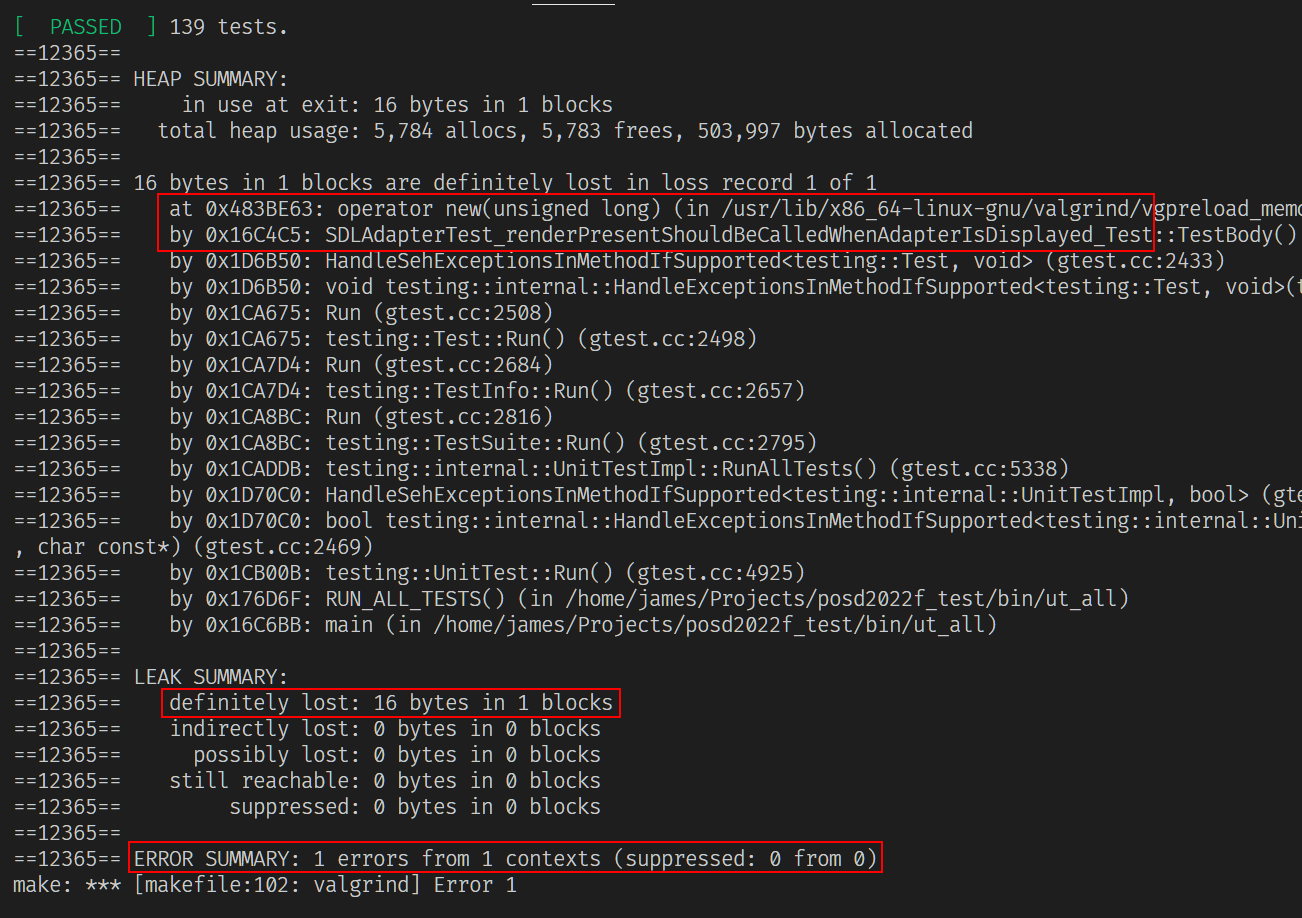 [  PASSED  ] 139 tests.
==12365==
==12365== HEAP SUMMARY:
==12365==     in use at exit: 16 bytes in 1 blocks
==12365==   total heap usage: 5,784 allocs, 5,783 frees, 503,997 bytes allocated
==12365==
==12365== 16 bytes in 1 blocks are definitely lost in loss record 1 of 1
==12365==    at 0x483BE63: operator new(unsigned long) (in /usr/lib/x86_64-linux-gnu/valgrind/vgpreload_memo
==12365==    by 0x16C4C5: SDLAdapterTest_renderPresentShouldBeCalledWhenAdapterIsDisplayed_Test::TestBody()
==12365==    by 0x1D6B50: HandleSehExceptionsInMethodIfSupported<testing::Test, void> (gtest.cc:2433)
==12365==    by 0x1D6B50: void testing::internal::HandleExceptionsInMethodIfSupported<testing::Test, void>(t
==12365==    by 0x1CA675: Run (gtest.cc:2508)
==12365==    by 0x1CA675: testing::Test::Run() (gtest.cc:2498)
==12365==    by 0x1CA7D4: Run (gtest.cc:2684)
==12365==    by 0x1CA7D4: testing::TestInfo::Run() (gtest.cc:2657)
==12365==    by 0x1CA8BC: Run (gtest.cc:2816)
==12365==    by 0x1CA8BC: testing::TestSuite::Run() (gtest.cc:2795)
==12365==    by 0x1CADDB: testing::internal::UnitTestImpl::RunAllTests() (gtest.cc:5338)
==12365==    by 0x1D70C0: HandleSehExceptionsInMethodIfSupported<testing::internal::UnitTestImpl, bool> (gte
==12365==    by 0x1D70C0: bool testing::internal::HandleExceptionsInMethodIfSupported<testing::internal::Uni
, char const*) (gtest.cc:2469)
==12365==    by 0x1CB00B: testing::UnitTest::Run() (gtest.cc:4925)
==12365==    by 0x176D6F: RUN_ALL_TESTS() (in /home/james/Projects/posd2022f_test/bin/ut_all)
==12365==    by 0x16C6BB: main (in /home/james/Projects/posd2022f_test/bin/ut_all)
==12365==
==12365== LEAK SUMMARY:
==12365==    definitely lost: 16 bytes in 1 blocks
==12365==    indirectly lost: 0 bytes in 0 blocks
==12365==      possibly lost: 0 bytes in 0 blocks
==12365==    still reachable: 0 bytes in 0 blocks
==12365==         suppressed: 0 bytes in 0 blocks
==12365==
==12365== ERROR SUMMARY: 1 errors from 1 contexts (suppressed: 0 from 0)
make: *** [makefile:102: valgrind] Error 1